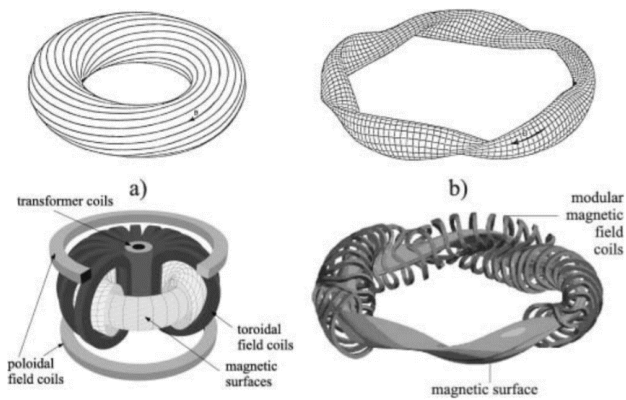 a)
b)
transformer coils
modular
magnetic
field
coils
poloidal
field coils
toroidal
field coils
magnetic
surfaces
magnetic surface